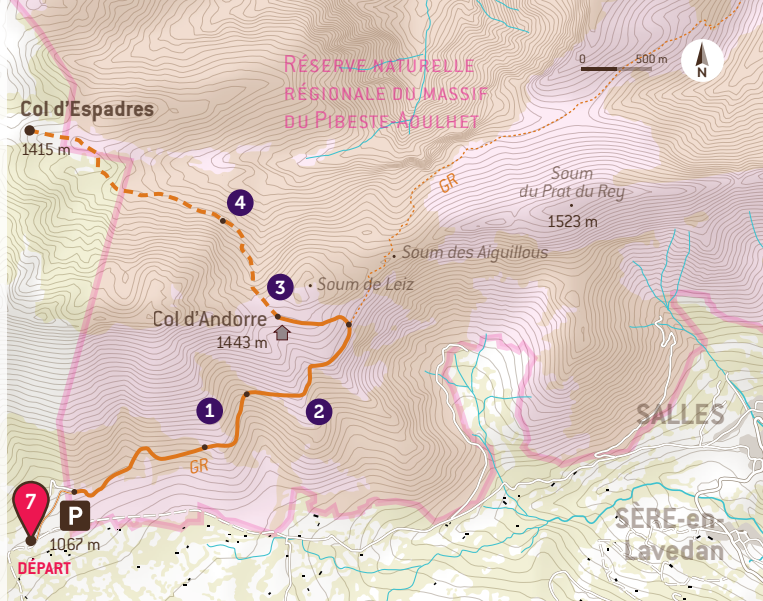 RÉSERVE NATURELLE
RÉGIONALE DU MASSIF
DU PIBESTE-AOULHET
0 500 m
N
Col d'Espadres
1415 m
GR
Soum
du Prat du Rey
1523 m
4
Soum des Aiguillous
3
Soum de Leiz
Col d'Andorre
1443 m
1
2
SALLES
GR
7
P
1067 m
DÉPART
SÈRE-en-
Lavedan